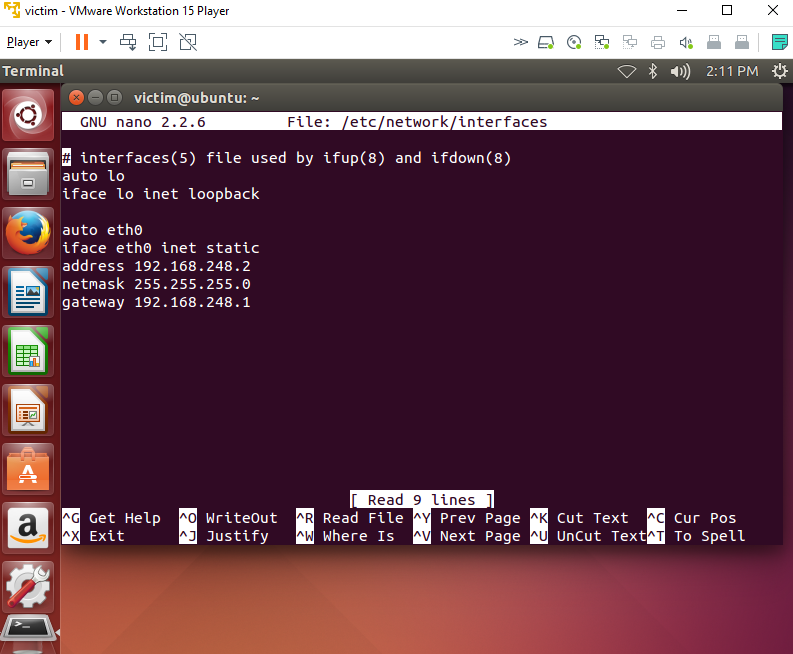 victim - VMware Workstation 15 Player
Player
Terminal
2:11 PM
victim@ubuntu: ~
GNU nano 2.2.6 File: /etc/network/interfaces
# interfaces(5) file used by ifup(8) and ifdown(8)
auto lo
iface lo inet loopback
auto eth0
iface eth0 inet static
address 192.168.248.2
netmask 255.255.255.0
gateway 192.168.248.1
[ Read 9 lines ]
^G Get Help ^O WriteOut ^R Read File ^Y Prev Page ^K Cut Text ^C Cur Pos
^X Exit ^J Justify ^W Where Is ^V Next Page ^U UnCut Text ^T To Spell